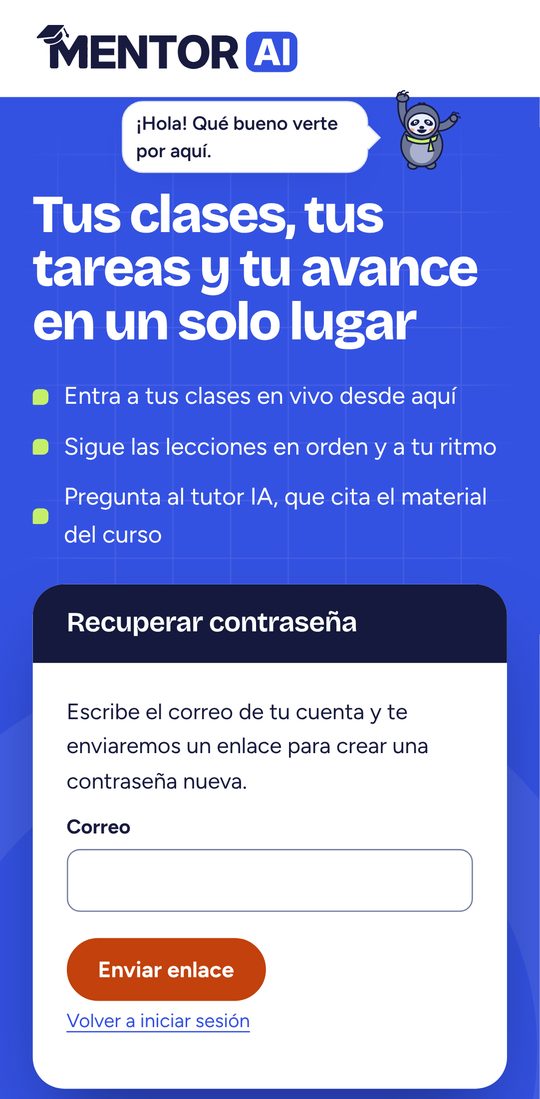 MENTOR AI
¡Hola! Qué bueno verte
por aquí.
Tus clases, tus
tareas y tu avance
en un solo lugar
Entra a tus clases en vivo desde aquí
Sigue las lecciones en orden y a tu ritmo
Pregunta al tutor IA, que cita el material
del curso
Recuperar contraseña
Escribe el correo de tu cuenta y te
enviaremos un enlace para crear una
contraseña nueva.
Correo
Enviar enlace
Volver a iniciar sesión